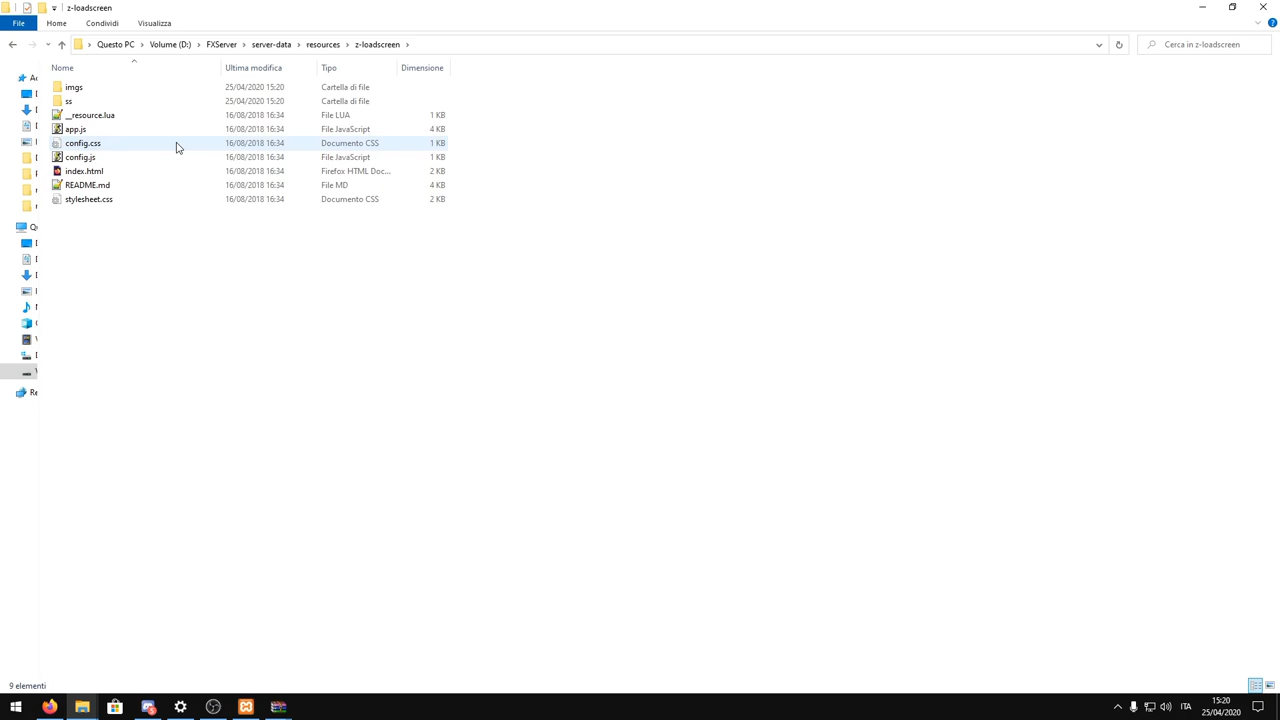 z-loadscreen
File Home Condividi Visualizza
Questo PC Volume (D:) FXServer server-data resources z-loadscreen Cerca in z-loadscreen
Nome Ultima modifica Tipo Dimensione
imgs 25/04/2020 15:20 Cartella di file
ss 25/04/2020 15:20 Cartella di file
__resource.lua 16/08/2018 16:34 File LUA 1 KB
app.js 16/08/2018 16:34 File JavaScript 4 KB
config.css 16/08/2018 16:34 Documento CSS 1 KB
config.js 16/08/2018 16:34 File JavaScript 1 KB
index.html 16/08/2018 16:34 Firefox HTML Doc... 2 KB
README.md 16/08/2018 16:34 File MD 4 KB
stylesheet.css 16/08/2018 16:34 Documento CSS 2 KB
9 elementi
ITA
15:20
25/04/2020